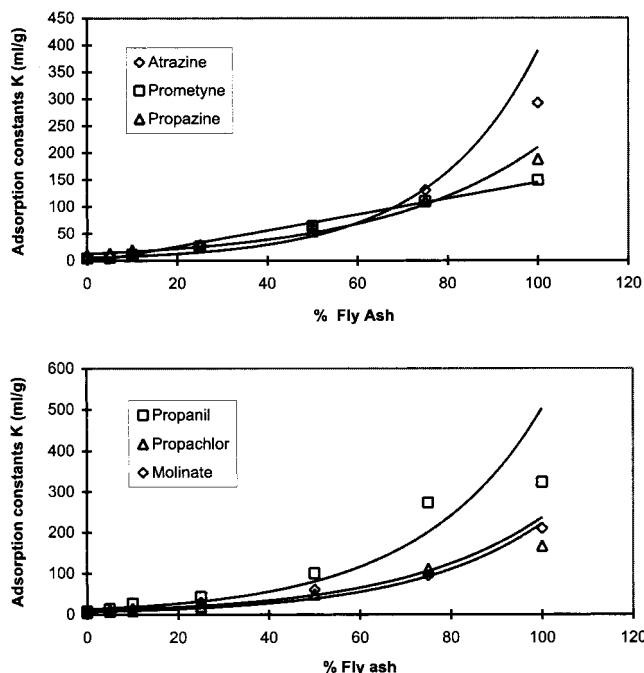 Adsorption constants K (ml/g)
450
400
350
300
250
200
150
100
50
0
Atrazine
Prometyne
Propazine
0 20 40 60 80 100 120
% Fly Ash
Adsorption constants K (ml/g)
600
500
400
300
200
100
0
Propanil
Propachlor
Molinate
0 20 40 60 80 100 120
% Fly ash